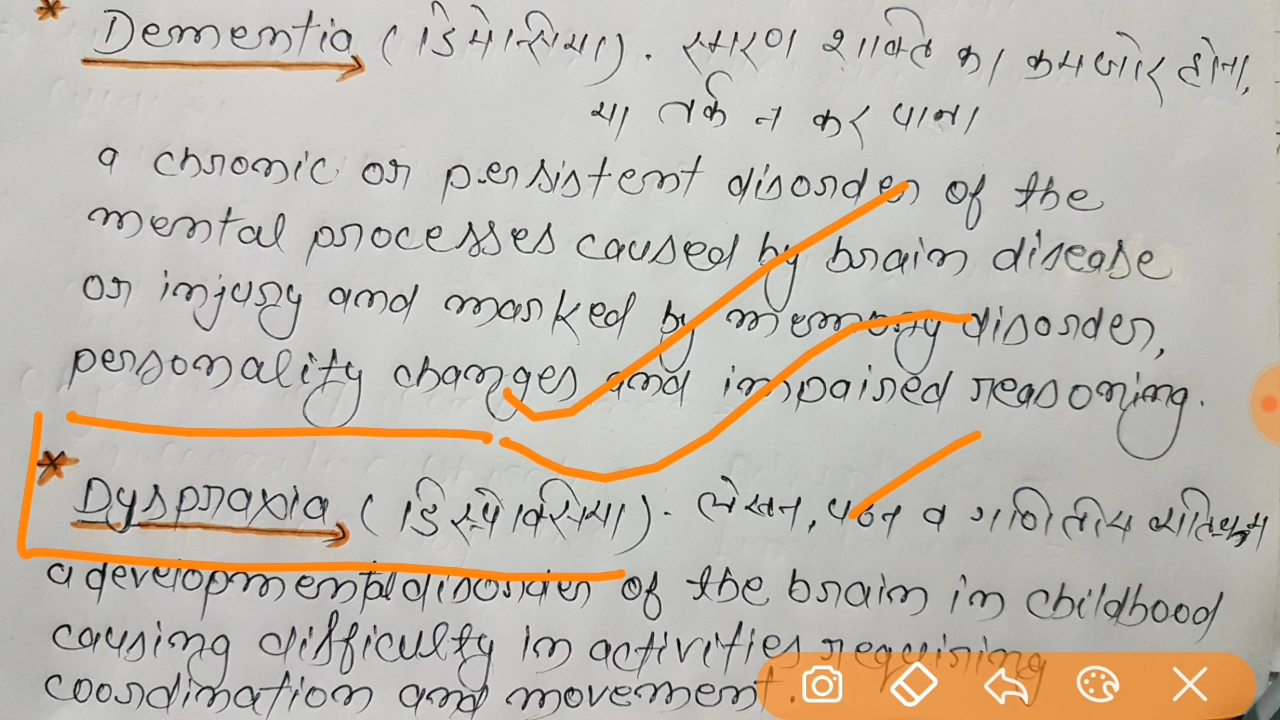 * Dementia (डिमेन्सिया). स्मरण शक्ति का कमजोर होना,
या तर्क न कर पाना
a chronic or persistent disorder of the
mental processes caused by brain disease
or injury and marked by memory disorder,
personality changes and impaired reasoning.
* Dyspraxia (डिस्प्रेक्सिया). लेखन, पठन व गणितीय
a developmental disorder of the brain in childhood
causing difficulty in activities requiring
coordination and movement.